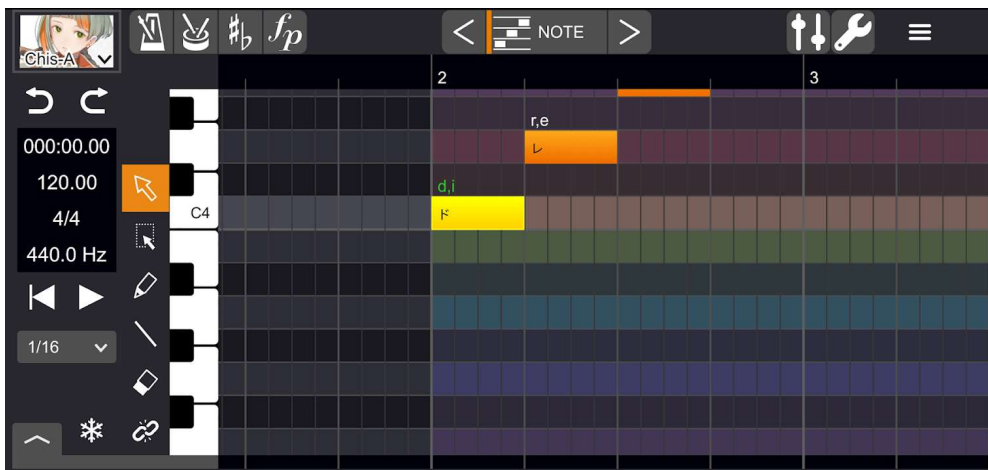 Chis-A
♯♭
fp
NOTE
2
3
000:00.00
120.00
4/4
440.0 Hz
1/16
r,e
レ
d,i
ド
C4